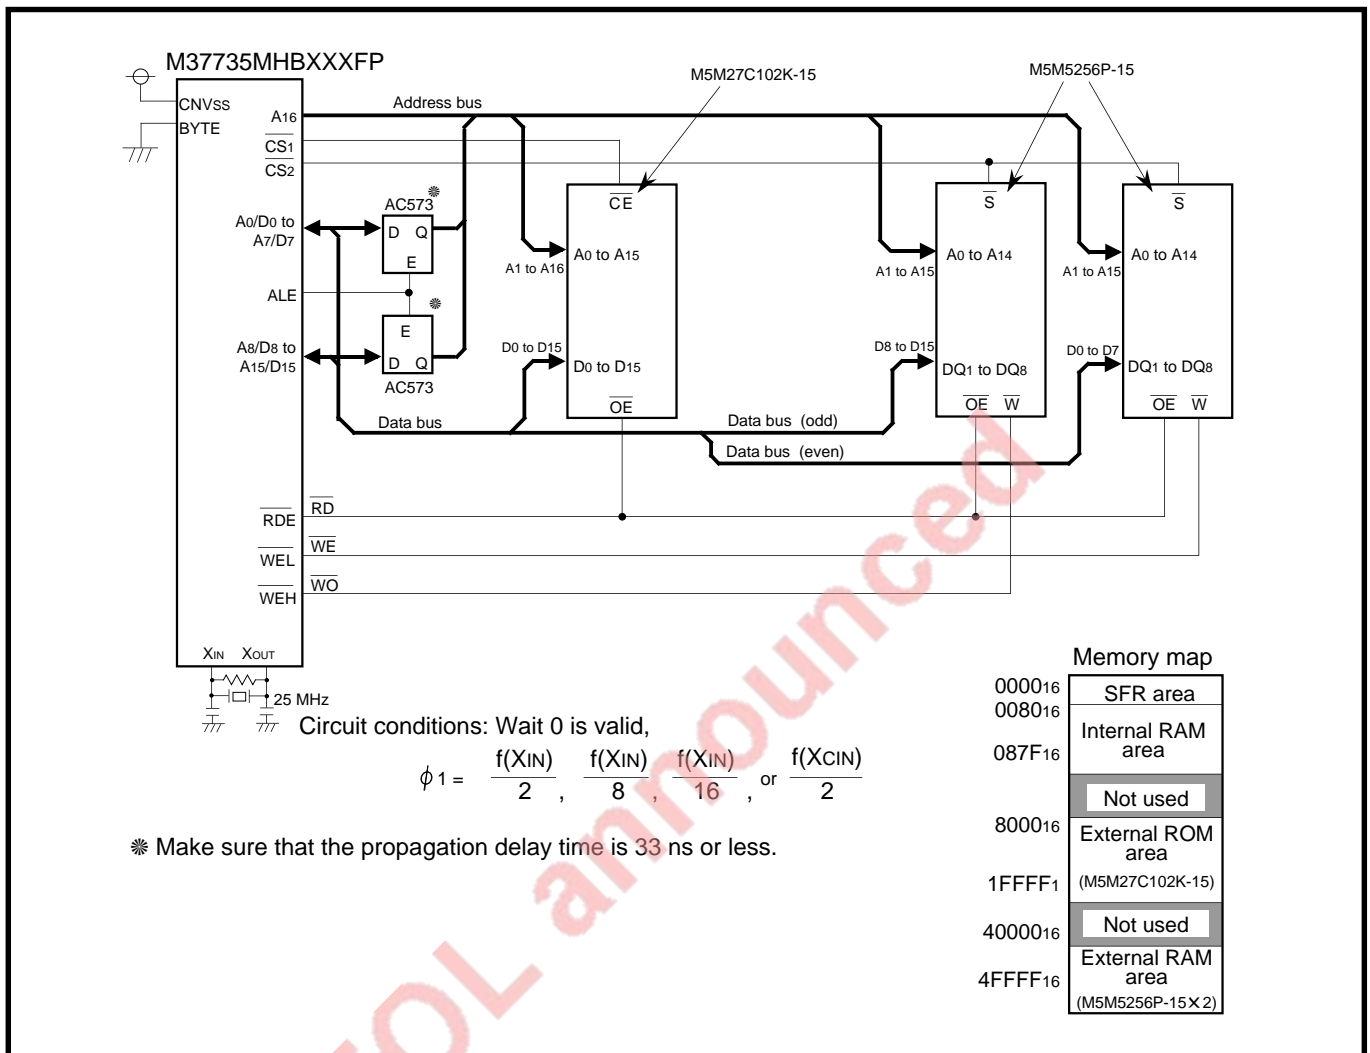 M37735MHBXXXFP
M5M27C102K-15
M5M5256P-15
CNVSS
BYTE
A16
Address bus
CS1
CS2
AC573
CE
S
S
A0/D0 to
A7/D7
D Q
E
A0 to A15
A1 to A16
A0 to A14
A1 to A15
A0 to A14
A1 to A15
ALE
E
A8/D8 to
A15/D15
D Q
AC573
D0 to D15
D0 to D15
D8 to D15
DQ1 to DQ8
D0 to D7
DQ1 to DQ8
OE
OE W
OE W
Data bus
Data bus (odd)
Data bus (even)
RDE RD
WEL WE
WEH WO
XIN XOUT
25 MHz
Circuit conditions: Wait 0 is valid,
ϕ 1 = f(XIN)/2 , f(XIN)/8 , f(XIN)/16 , or f(XCIN)/2
❋ Make sure that the propagation delay time is 33 ns or less.
Memory map
000016
SFR area
008016
Internal RAM
area
087F16
Not used
800016
External ROM
area
(M5M27C102K-15)
1FFFF1
Not used
4000016
External RAM
area
4FFFF16
(M5M5256P-15✕2)
OL announced